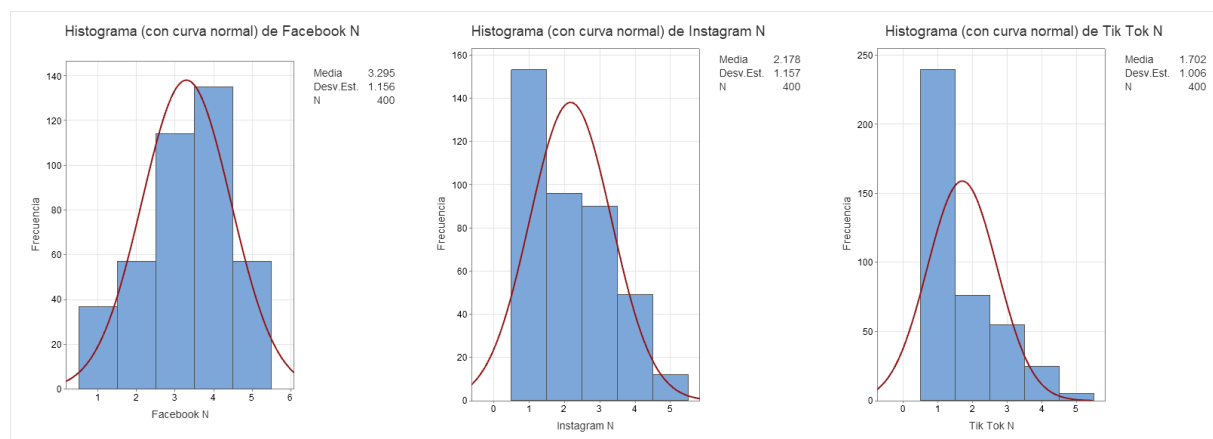 Histograma (con curva normal) de Facebook N
Media 3.295
Desv.Est. 1.156
N 400
Frecuencia
140
120
100
80
60
40
20
0
1 2 3 4 5 6
Facebook N
Histograma (con curva normal) de Instagram N
Media 2.178
Desv.Est. 1.157
N 400
Frecuencia
160
140
120
100
80
60
40
20
0
0 1 2 3 4 5
Instagram N
Histograma (con curva normal) de Tik Tok N
Media 1.702
Desv.Est. 1.006
N 400
Frecuencia
250
200
150
100
50
0
0 1 2 3 4 5
Tik Tok N